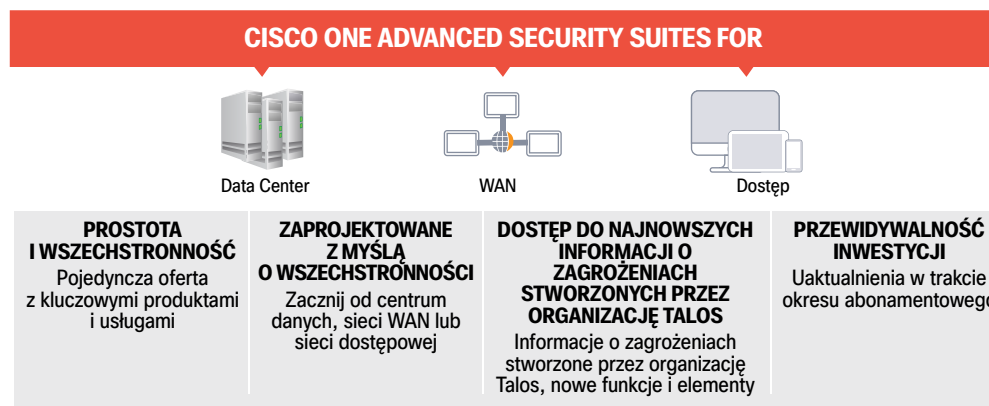 CISCO ONE ADVANCED SECURITY SUITES FOR
Data Center
WAN
Dostęp
PROSTOTA
I WSZECHSTRONNOŚĆ
Pojedyncza oferta
z kluczowymi produktami
i usługami
ZAPROJEKTOWANE
Z MYŚLĄ
O WSZECHSTRONNOŚCI
Zacznij od centrum
danych, sieci WAN lub
sieci dostępowej
DOSTĘP DO NAJNOWSZYCH
INFORMACJI O
ZAGROŻENIACH
STWORZONYCH PRZEZ
ORGANIZACJĘ TALOS
Informacje o zagrożeniach
stworzone przez organizację
Talos, nowe funkcje i elementy
PRZEWIDYWALNOŚĆ
INWESTYCJI
Uaktualnienia w trakcie
okresu abonamentowego